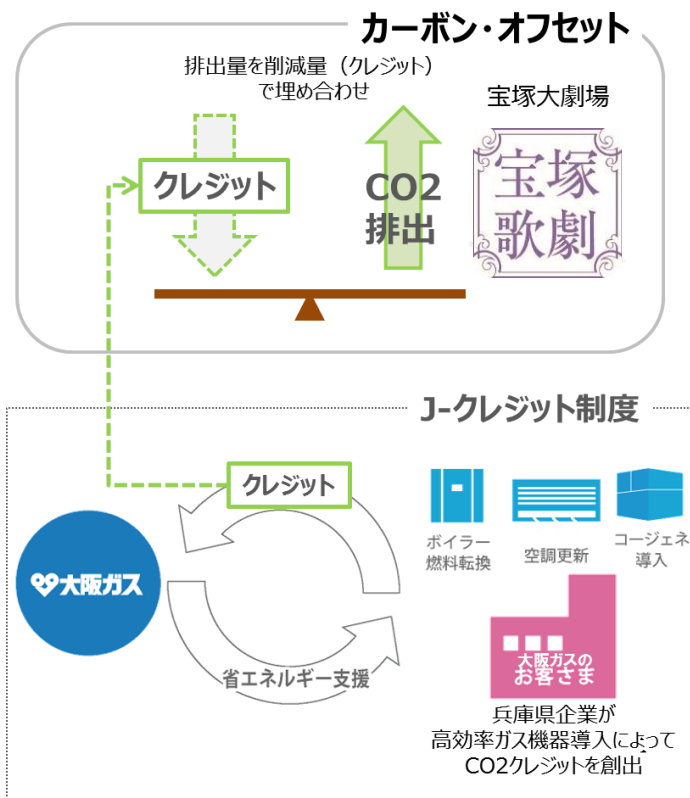 カーボン・オフセット
排出量を削減量（クレジット）
で埋め合わせ
宝塚大劇場
クレジット
CO2
排出
宝塚
歌劇
J-クレジット制度
クレジット
ボイラー
燃料転換
空調更新
コージェネ
導入
大阪ガス
省エネルギー支援
大阪ガスの
お客さま
兵庫県企業が
高効率ガス機器導入によって
CO2クレジットを創出